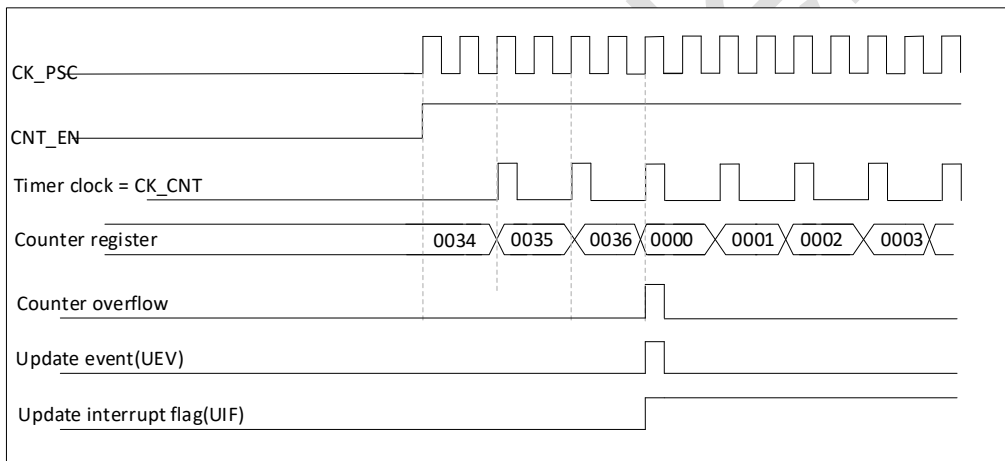 CK_PSC
CNT_EN
Timer clock = CK_CNT
Counter register 0034 0035 0036 0000 0001 0002 0003
Counter overflow
Update event(UEV)
Update interrupt flag(UIF)